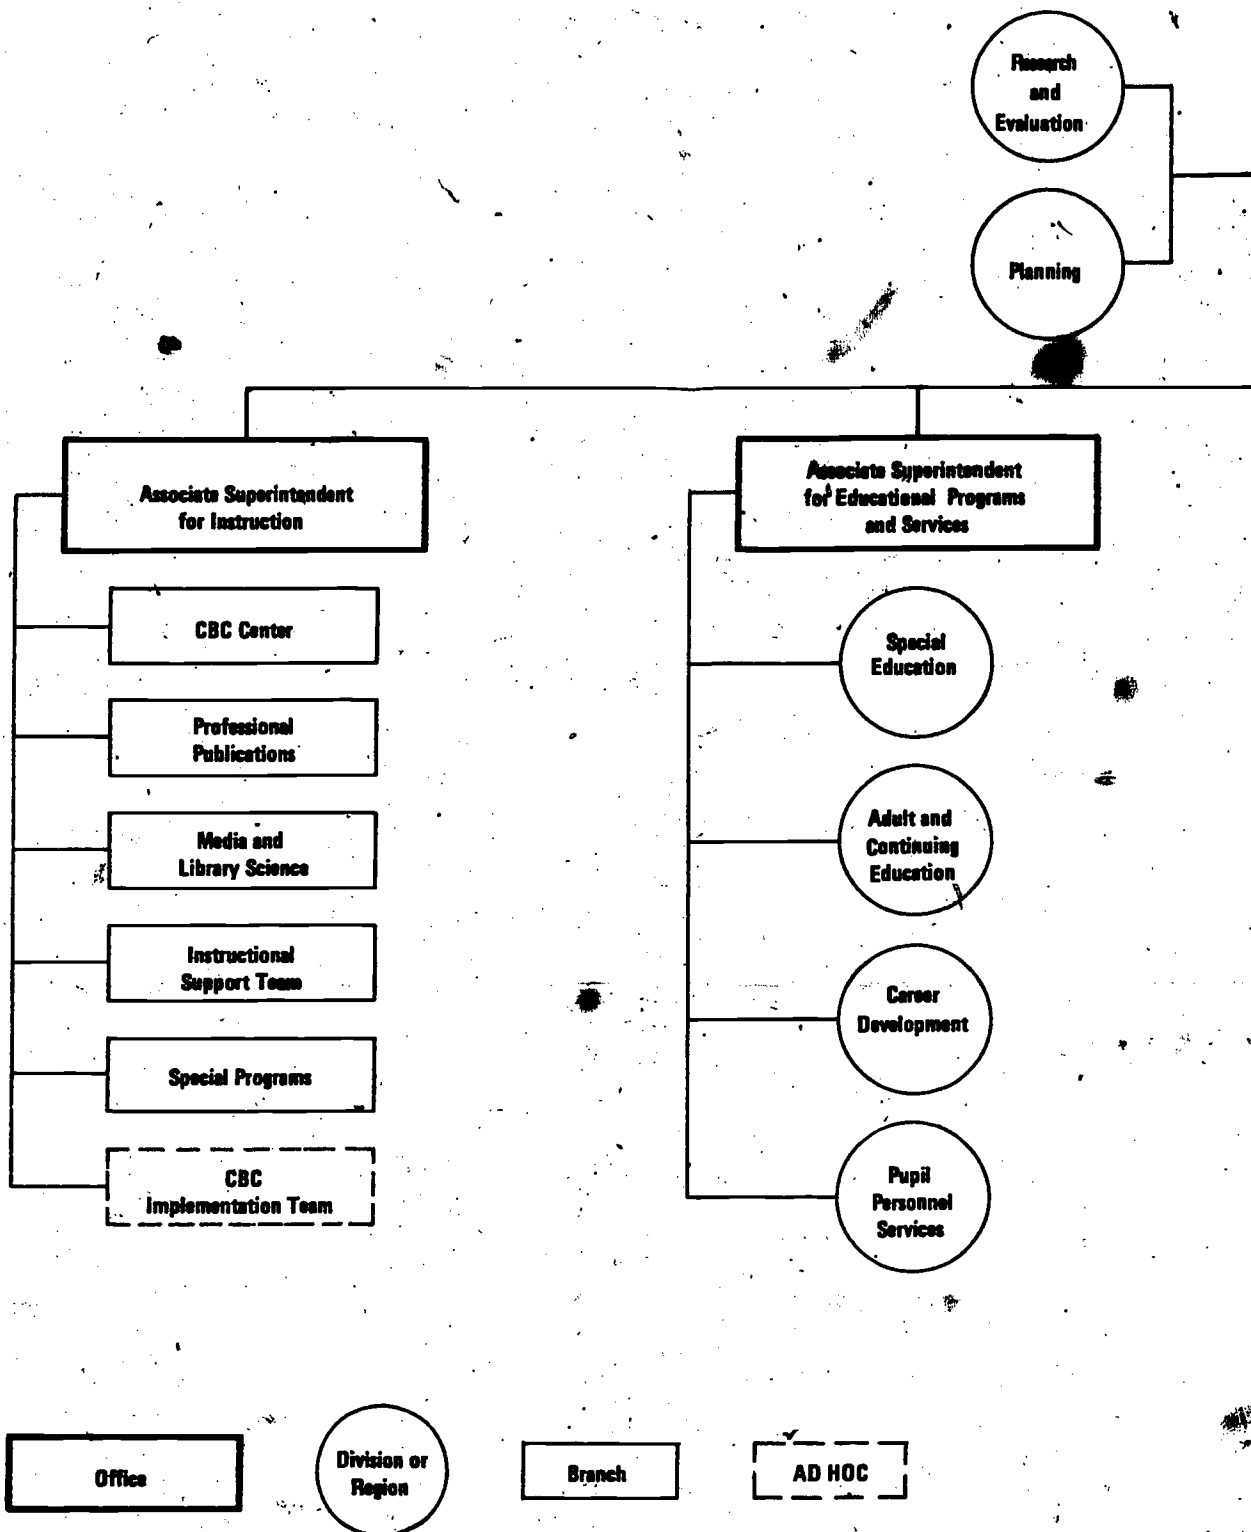 Research
and
Evaluation
Planning
Associate Superintendent
for Instruction
CBC Center
Professional
Publications
Media and
Library Science
Instructional
Support Team
Special Programs
CBC
Implementation Team
Associate Superintendent
for Educational Programs
and Services
Special
Education
Adult and
Continuing
Education
Career
Development
Pupil
Personnel
Services
Office
Division or
Region
Branch
AD HOC